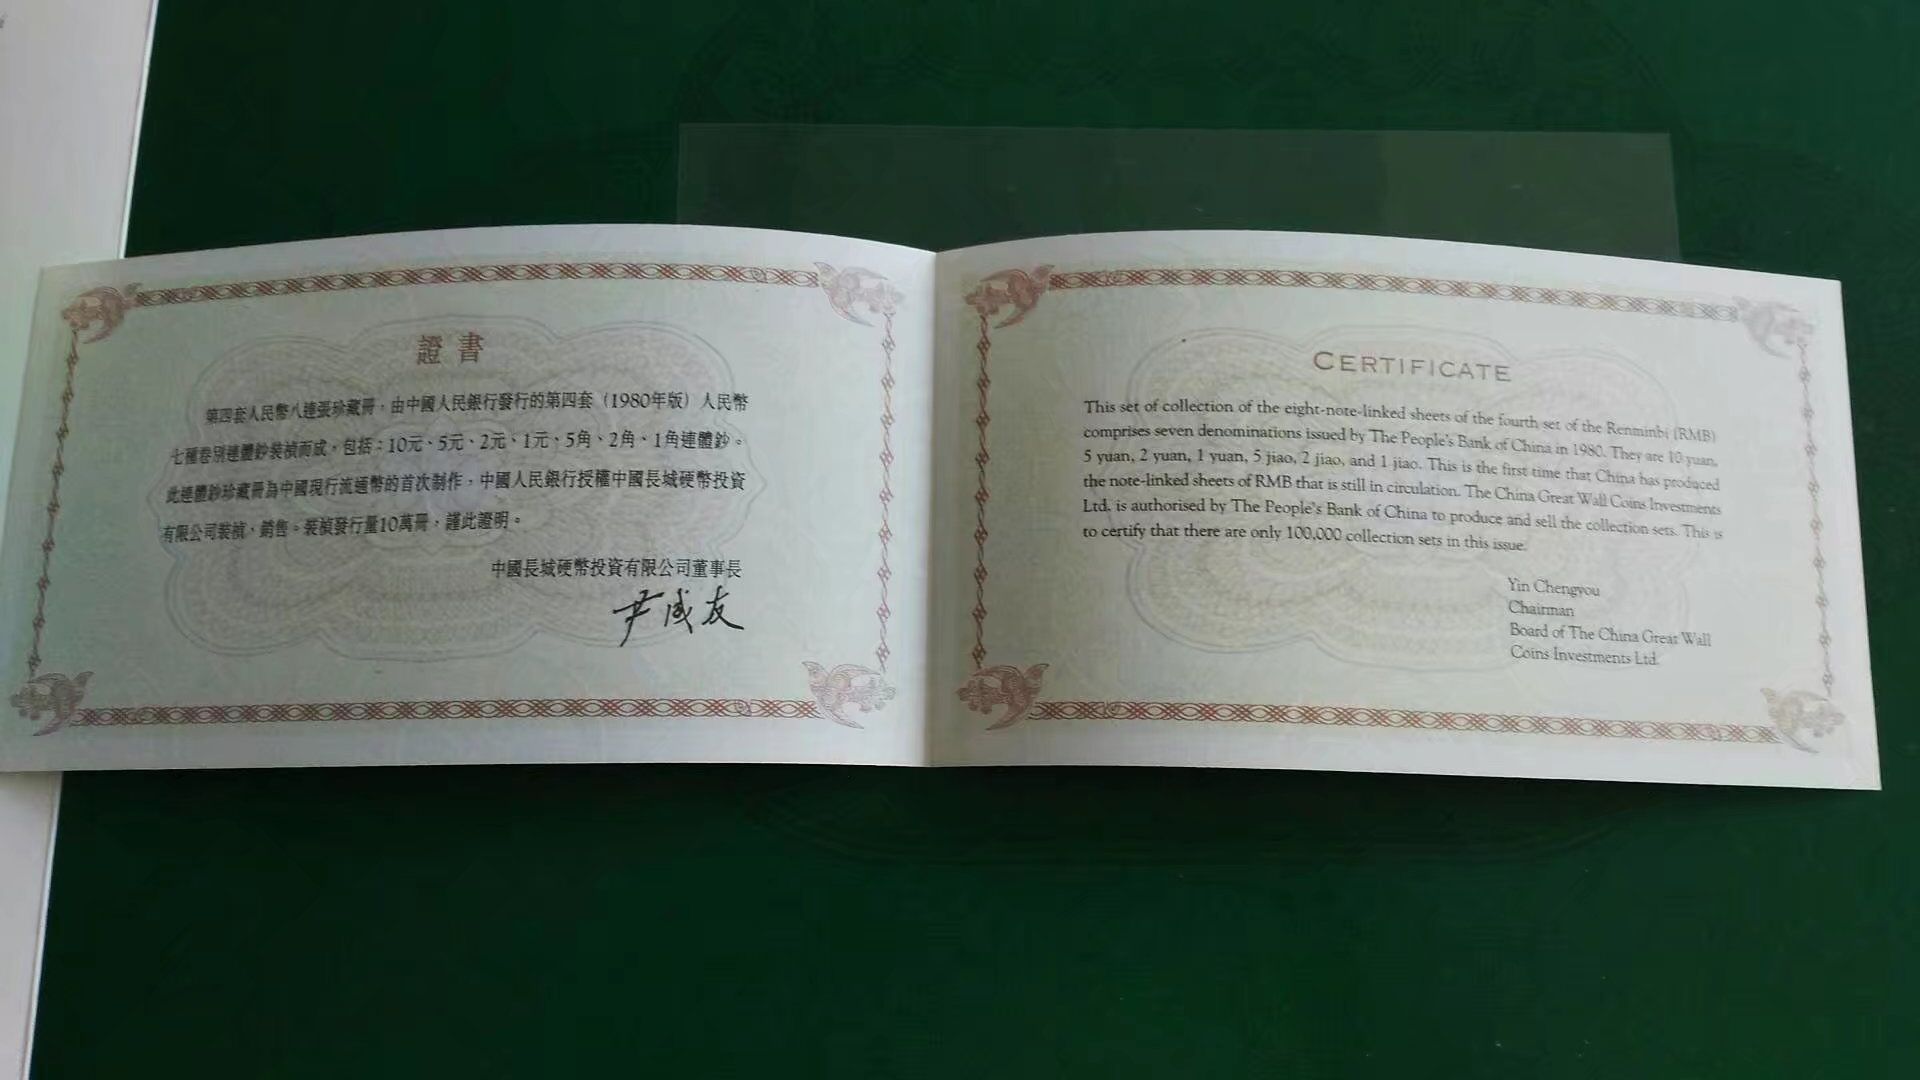 證書
第四套人民幣八連張珍藏冊,由中國人民銀行發行的第四套(1980年版)人民幣
七種卷別連體鈔裝禎而成,包括:10元、5元、2元、1元、5角、2角、1角連體鈔。
此連體鈔珍藏冊為中國現行流通幣的首次制作,中國人民銀行授權中國長城硬幣投資
有限公司裝禎、銷售。裝禎發行量10萬冊,謹此證明。
中國長城硬幣投資有限公司董事長
尹成友
CERTIFICATE
This set of collection of the eight-note-linked sheets of the fourth set of the Renminbi (RMB)
comprises seven denominations issued by The People's Bank of China in 1980. They are 10 yuan,
5 yuan, 2 yuan, 1 yuan, 5 jiao, 2 jiao, and 1 jiao. This is the first time that China has produced
the note-linked sheets of RMB that is still in circulation. The China Great Wall Coins Investments
Ltd. is authorised by The People's Bank of China to produce and sell the collection sets. This is
to certify that there are only 100,000 collection sets in this issue.
Yin Chengyou
Chairman
Board of The China Great Wall
Coins Investments Ltd.